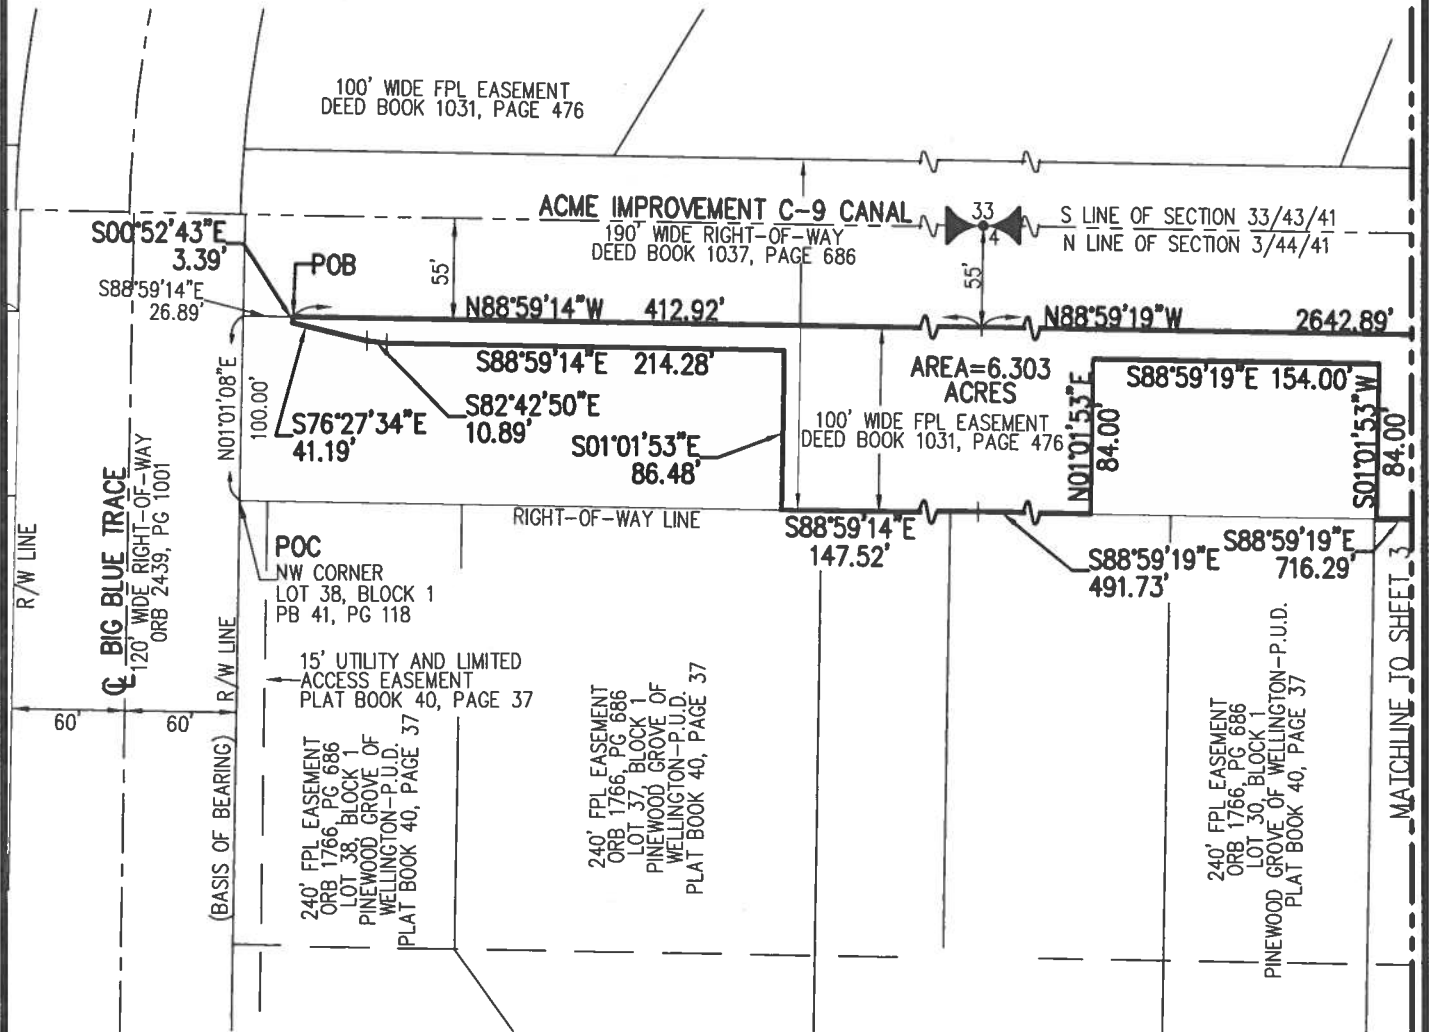 100' WIDE FPL EASEMENT
DEED BOOK 1031, PAGE 476
ACME IMPROVEMENT C-9 CANAL
190' WIDE RIGHT-OF-WAY
DEED BOOK 1037, PAGE 686
33
4
S LINE OF SECTION 33/43/41
N LINE OF SECTION 3/44/41
S00°52'43"E
3.39'
POB
S88°59'14"E
26.89'
55'
55'
N88°59'14"W 412.92'
N88°59'19"W 2642.89'
S88°59'14"E 214.28'
AREA=6.303
ACRES
S88°59'19"E 154.00'
N01°01'08"E
100.00'
S76°27'34"E
41.19'
S82°42'50"E
10.89'
S01°01'53"E
86.48'
100' WIDE FPL EASEMENT
DEED BOOK 1031, PAGE 476
N01°01'53"E
84.00'
S01°01'53"W
84.00'
RIGHT-OF-WAY LINE
S88°59'14"E
147.52'
S88°59'19"E
491.73'
S88°59'19"E
716.29'
R/W LINE
℄ BIG BLUE TRACE
120' WIDE RIGHT-OF-WAY
ORB 2439, PG 1001
POC
NW CORNER
LOT 38, BLOCK 1
PB 41, PG 118
R/W LINE
(BASIS OF BEARING)
15' UTILITY AND LIMITED
ACCESS EASEMENT
PLAT BOOK 40, PAGE 37
60'
60'
240' FPL EASEMENT
ORB 1766, PG 686
LOT 38, BLOCK 1
PINEWOOD GROVE OF
WELLINGTON-P.U.D.
PLAT BOOK 40, PAGE 37
240' FPL EASEMENT
ORB 1766, PG 686
LOT 37, BLOCK 1
PINEWOOD GROVE OF
WELLINGTON-P.U.D.
PLAT BOOK 40, PAGE 37
240' FPL EASEMENT
ORB 1766, PG 686
LOT 30, BLOCK 1
PINEWOOD GROVE OF WELLINGTON-P.U.D.
PLAT BOOK 40, PAGE 37
MATCHLINE TO SHEET 3